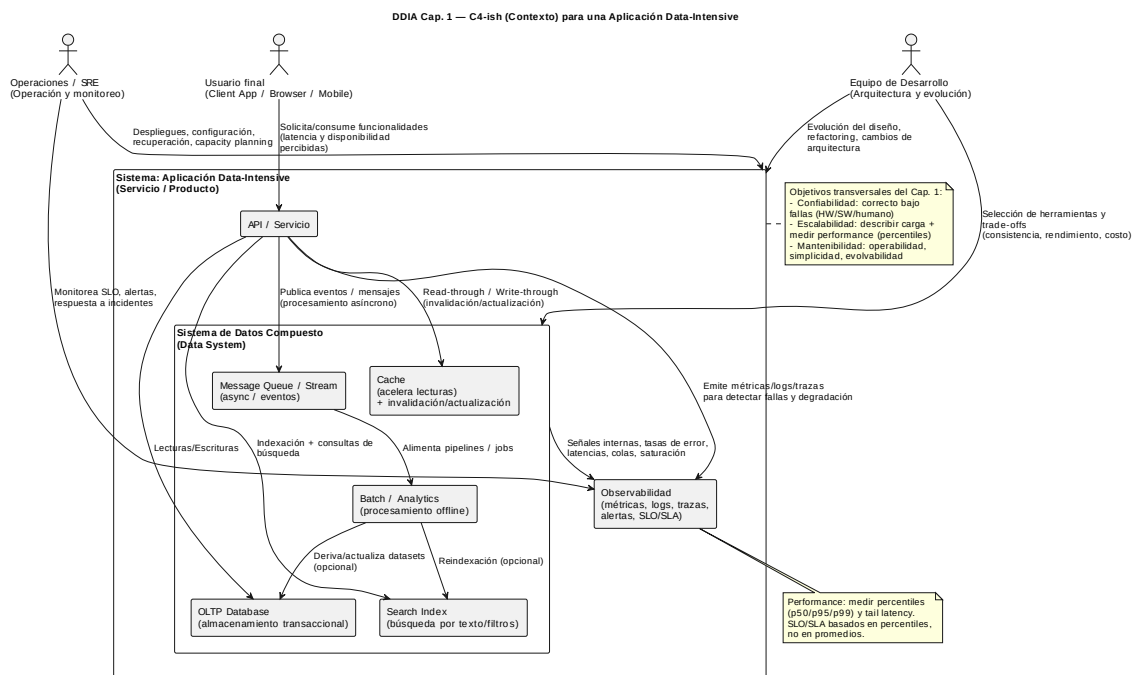 DDIA Cap. 1 — C4-ish (Contexto) para una Aplicación Data-Intensive
Operaciones / SRE
(Operación y monitoreo)
Usuario final
(Client App / Browser / Mobile)
Equipo de Desarrollo
(Arquitectura y evolución)
Despliegues, configuración,
recuperación, capacity planning
Solicita/consume funcionalidades
(latencia y disponibilidad
percibidas)
Evolución del diseño,
refactoring, cambios de
arquitectura
Sistema: Aplicación Data-Intensive
(Servicio / Producto)
Objetivos transversales del Cap. 1:
- Confiabilidad: correcto bajo
fallas (HW/SW/humano)
- Escalabilidad: describir carga +
medir performance (percentiles)
- Mantenibilidad: operabilidad,
simplicidad, evolvabilidad
API / Servicio
Selección de herramientas y
trade-offs
(consistencia, rendimiento, costo)
Monitorea SLO, alertas,
respuesta a incidentes
Publica eventos / mensajes
(procesamiento asíncrono)
Read-through / Write-through
(invalidación/actualización)
Sistema de Datos Compuesto
(Data System)
Message Queue / Stream
(async / eventos)
Cache
(acelera lecturas)
+ invalidación/actualización
Emite métricas/logs/trazas
para detectar fallas y degradación
Lecturas/Escrituras
Indexación + consultas de
búsqueda
Alimenta pipelines / jobs
Señales internas, tasas de error,
latencias, colas, saturación
Batch / Analytics
(procesamiento offline)
Observabilidad
(métricas, logs, trazas,
alertas, SLO/SLA)
Deriva/actualiza datasets
(opcional)
Reindexación (opcional)
OLTP Database
(almacenamiento transaccional)
Search Index
(búsqueda por texto/filtros)
Performance: medir percentiles
(p50/p95/p99) y tail latency.
SLO/SLA basados en percentiles,
no en promedios.